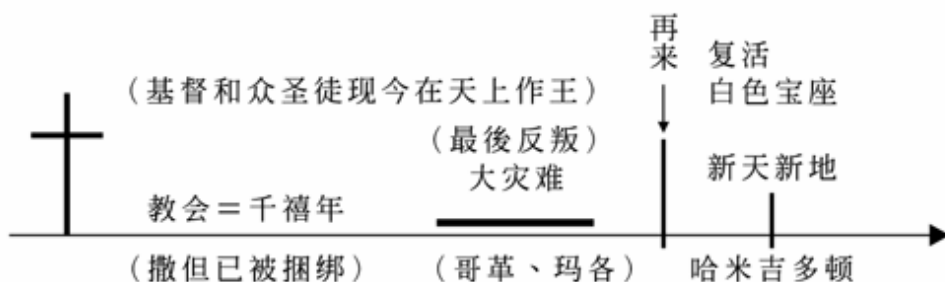 再来
复活
白色宝座
（基督和众圣徒现今在天上作王）
（最後反叛）
大灾难
新天新地
教会＝千禧年
（撒但已被捆绑）
（哥革、玛各）
哈米吉多顿